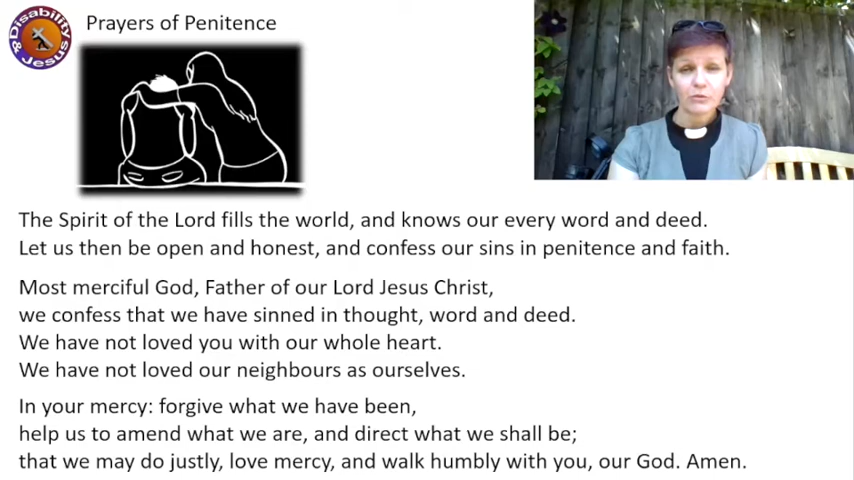 Disability
& Jesus
Prayers of Penitence
The Spirit of the Lord fills the world, and knows our every word and deed.
Let us then be open and honest, and confess our sins in penitence and faith.
Most merciful God, Father of our Lord Jesus Christ,
we confess that we have sinned in thought, word and deed.
We have not loved you with our whole heart.
We have not loved our neighbours as ourselves.
In your mercy: forgive what we have been,
help us to amend what we are, and direct what we shall be;
that we may do justly, love mercy, and walk humbly with you, our God. Amen.